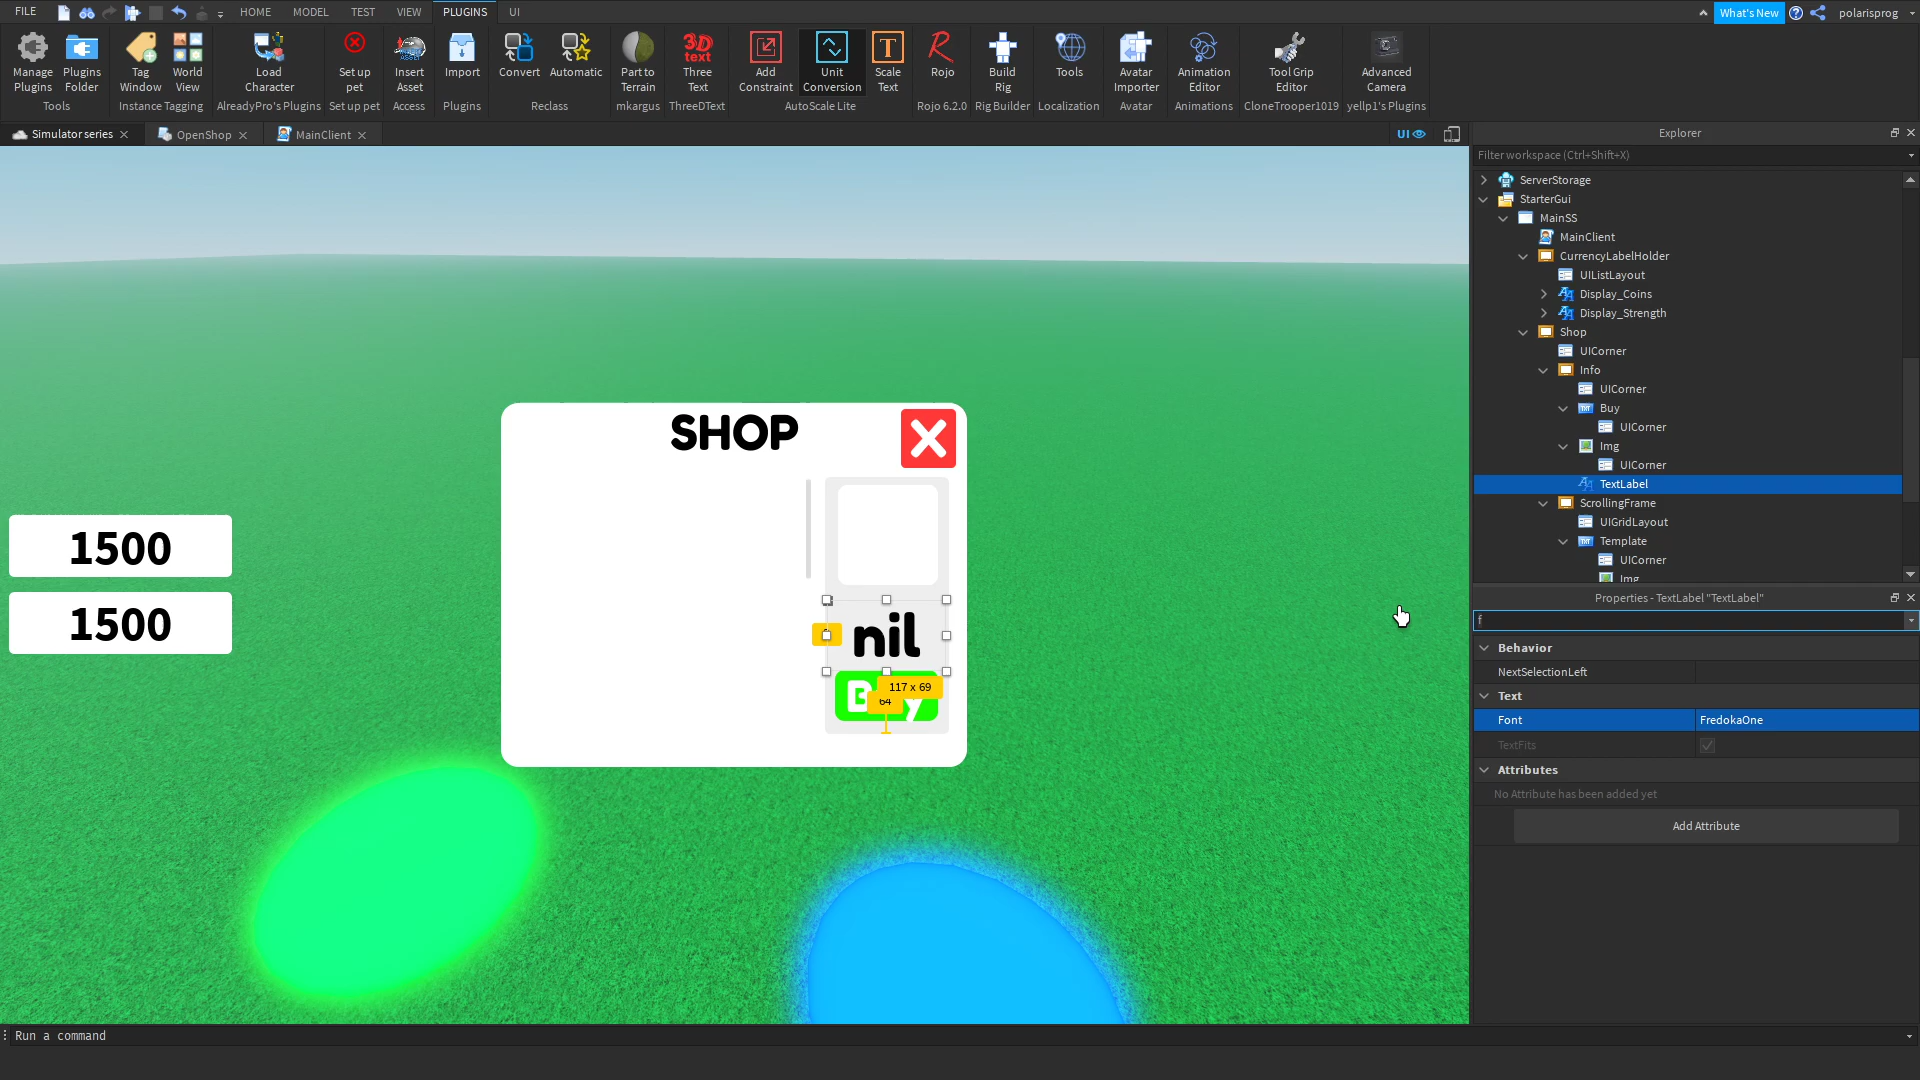 FILE
HOME
MODEL
TEST
VIEW
PLUGINS
UI
What's New
polarisprog
Manage Plugins
Plugins Folder
Tag Window
World View
Load Character
Set up pet
Insert Asset
Import
Convert
Automatic
Part to Terrain
3D text
Three Text
Add Constraint
Unit Conversion
Scale Text
Rojo
Build Rig
Tools
Avatar Importer
Animation Editor
Tool Grip Editor
Advanced Camera
Tools
Instance Tagging
AlreadyPro's Plugins
Set up pet
Access
Plugins
Reclass
mkargus
ThreeDText
AutoScale Lite
Rojo 6.2.0
Rig Builder
Localization
Avatar
Animations
CloneTrooper1019
yellp1's Plugins
Simulator series
OpenShop
MainClient
UI
Explorer
Filter workspace (Ctrl+Shift+X)
ServerStorage
StarterGui
MainSS
MainClient
CurrencyLabelHolder
UIListLayout
Display_Coins
Display_Strength
Shop
UICorner
Info
UICorner
Buy
UICorner
Img
UICorner
TextLabel
ScrollingFrame
UIGridLayout
Template
UICorner
Img
SHOP
1500
1500
nil
117 x 69
64
Properties - TextLabel "TextLabel"
f
Behavior
NextSelectionLeft
Text
Font
FredokaOne
TextFits
Attributes
No Attribute has been added yet
Add Attribute
Run a command